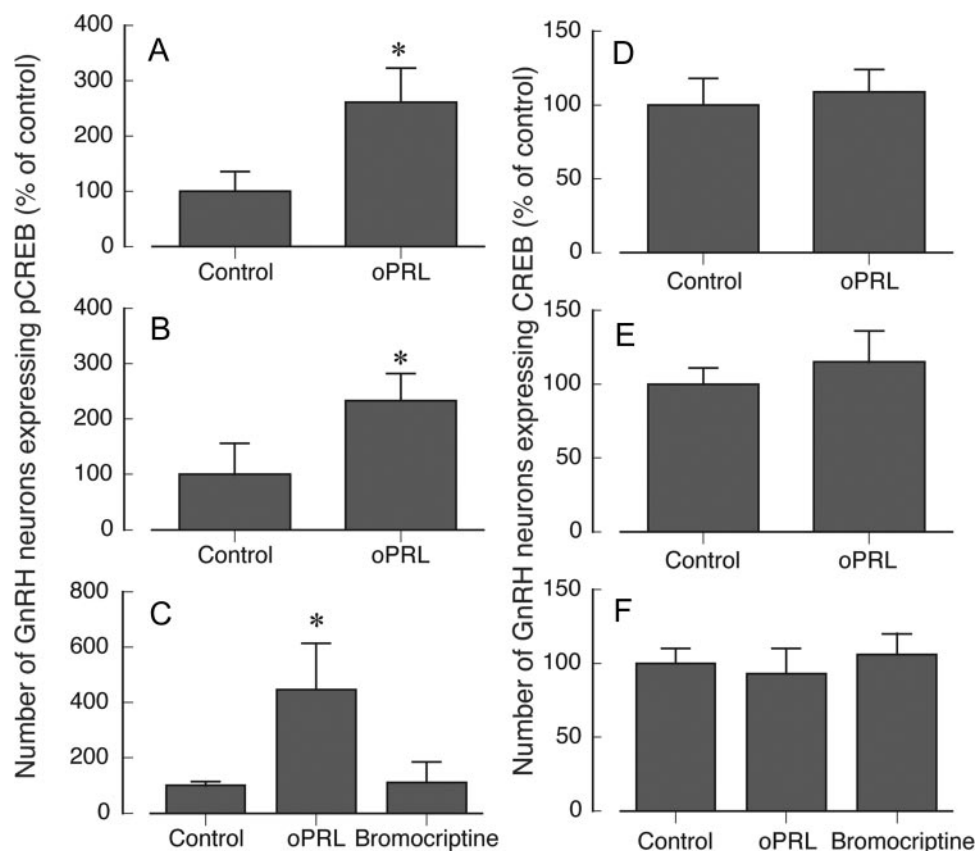 Number of GnRH neurons expressing pCREB (% of control)
A
400
300
200
100
0
*
Control oPRL
B
400
300
200
100
0
*
Control oPRL
C
800
600
400
200
0
*
Control oPRL Bromocriptine
Number of GnRH neurons expressing CREB (% of control)
D
150
100
50
0
Control oPRL
E
150
100
50
0
Control oPRL
F
150
100
50
0
Control oPRL Bromocriptine